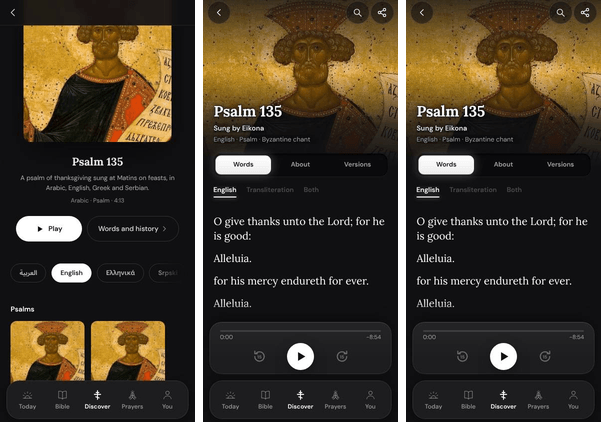 Psalm 135
A psalm of thanksgiving sung at Matins on feasts, in
Arabic, English, Greek and Serbian.
Arabic · Psalm · 4:13
Play
Words and history
العربية
English
Ελληνικά
Srpski
Psalms
Today
Bible
Discover
Prayers
You
Psalm 135
Sung by Eikona
English · Psalm · Byzantine chant
Words
About
Versions
English
Transliteration
Both
O give thanks unto the Lord; for he
is good:
Alleluia.
for his mercy endureth for ever.
Alleluia.
0:00
-8:54
Today
Bible
Discover
Prayers
You
Psalm 135
Sung by Eikona
English · Psalm · Byzantine chant
Words
About
Versions
English
Transliteration
Both
O give thanks unto the Lord; for he
is good:
Alleluia.
for his mercy endureth for ever.
Alleluia.
0:00
-8:54
Today
Bible
Discover
Prayers
You